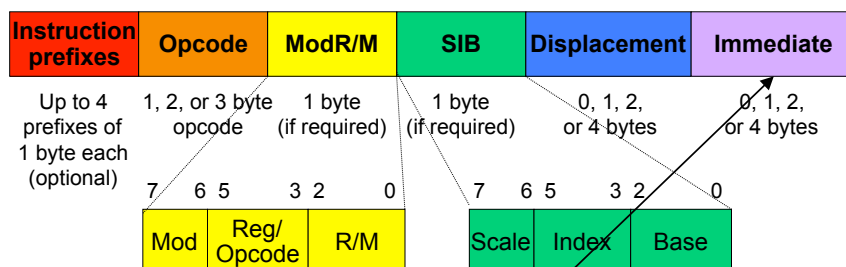 Instruction prefixes
Opcode
ModR/M
SIB
Displacement
Immediate
Up to 4
prefixes of
1 byte each
(optional)
1, 2, or 3 byte
opcode
1 byte
(if required)
1 byte
(if required)
0, 1, 2,
or 4 bytes
0, 1, 2,
or 4 bytes
7 6 5 3 2 0
7 6 5 3 2 0
Mod
Reg/
Opcode
R/M
Scale
Index
Base